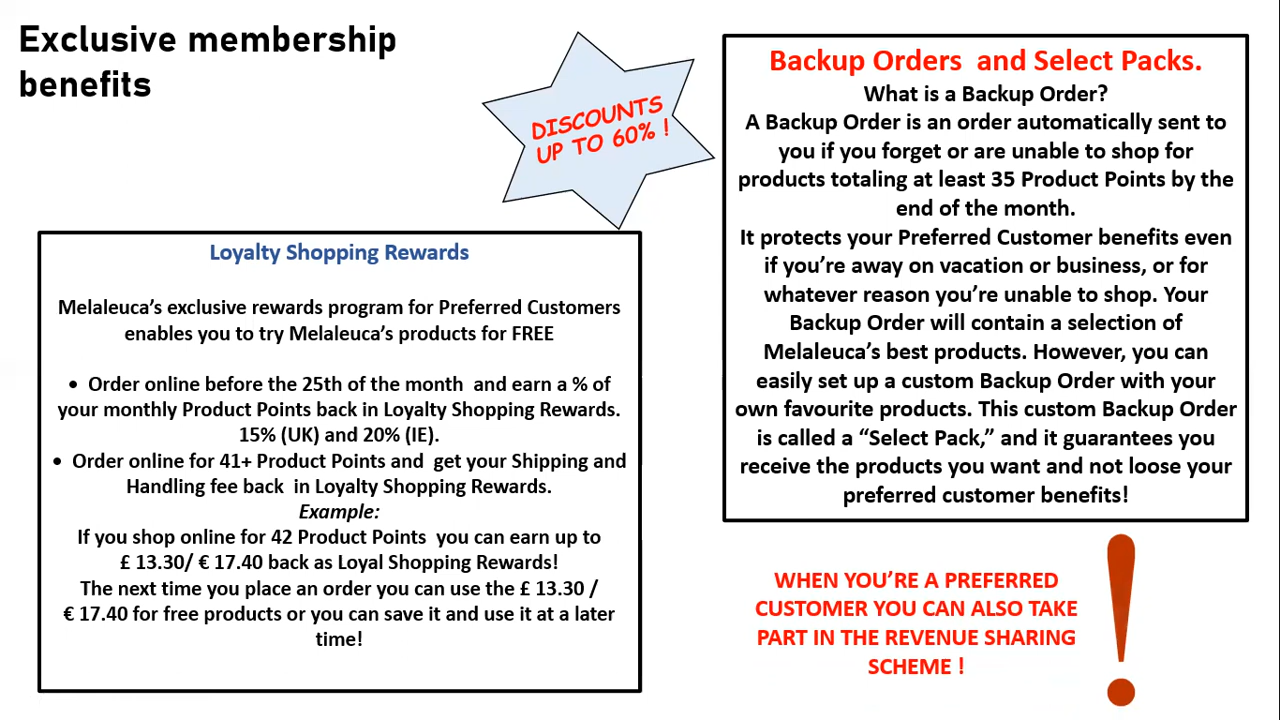 Exclusive membership
benefits
DISCOUNTS
UP TO 60% !
Loyalty Shopping Rewards
Melaleuca’s exclusive rewards program for Preferred Customers
enables you to try Melaleuca’s products for FREE
• Order online before the 25th of the month and earn a % of
your monthly Product Points back in Loyalty Shopping Rewards.
15% (UK) and 20% (IE).
• Order online for 41+ Product Points and get your Shipping and
Handling fee back in Loyalty Shopping Rewards.
Example:
If you shop online for 42 Product Points you can earn up to
£ 13.30/ € 17.40 back as Loyal Shopping Rewards!
The next time you place an order you can use the £ 13.30 /
€ 17.40 for free products or you can save it and use it at a later
time!
Backup Orders and Select Packs.
What is a Backup Order?
A Backup Order is an order automatically sent to
you if you forget or are unable to shop for
products totaling at least 35 Product Points by the
end of the month.
It protects your Preferred Customer benefits even
if you’re away on vacation or business, or for
whatever reason you’re unable to shop. Your
Backup Order will contain a selection of
Melaleuca’s best products. However, you can
easily set up a custom Backup Order with your
own favourite products. This custom Backup Order
is called a “Select Pack,” and it guarantees you
receive the products you want and not loose your
preferred customer benefits!
WHEN YOU’RE A PREFERRED
CUSTOMER YOU CAN ALSO TAKE
PART IN THE REVENUE SHARING
SCHEME !